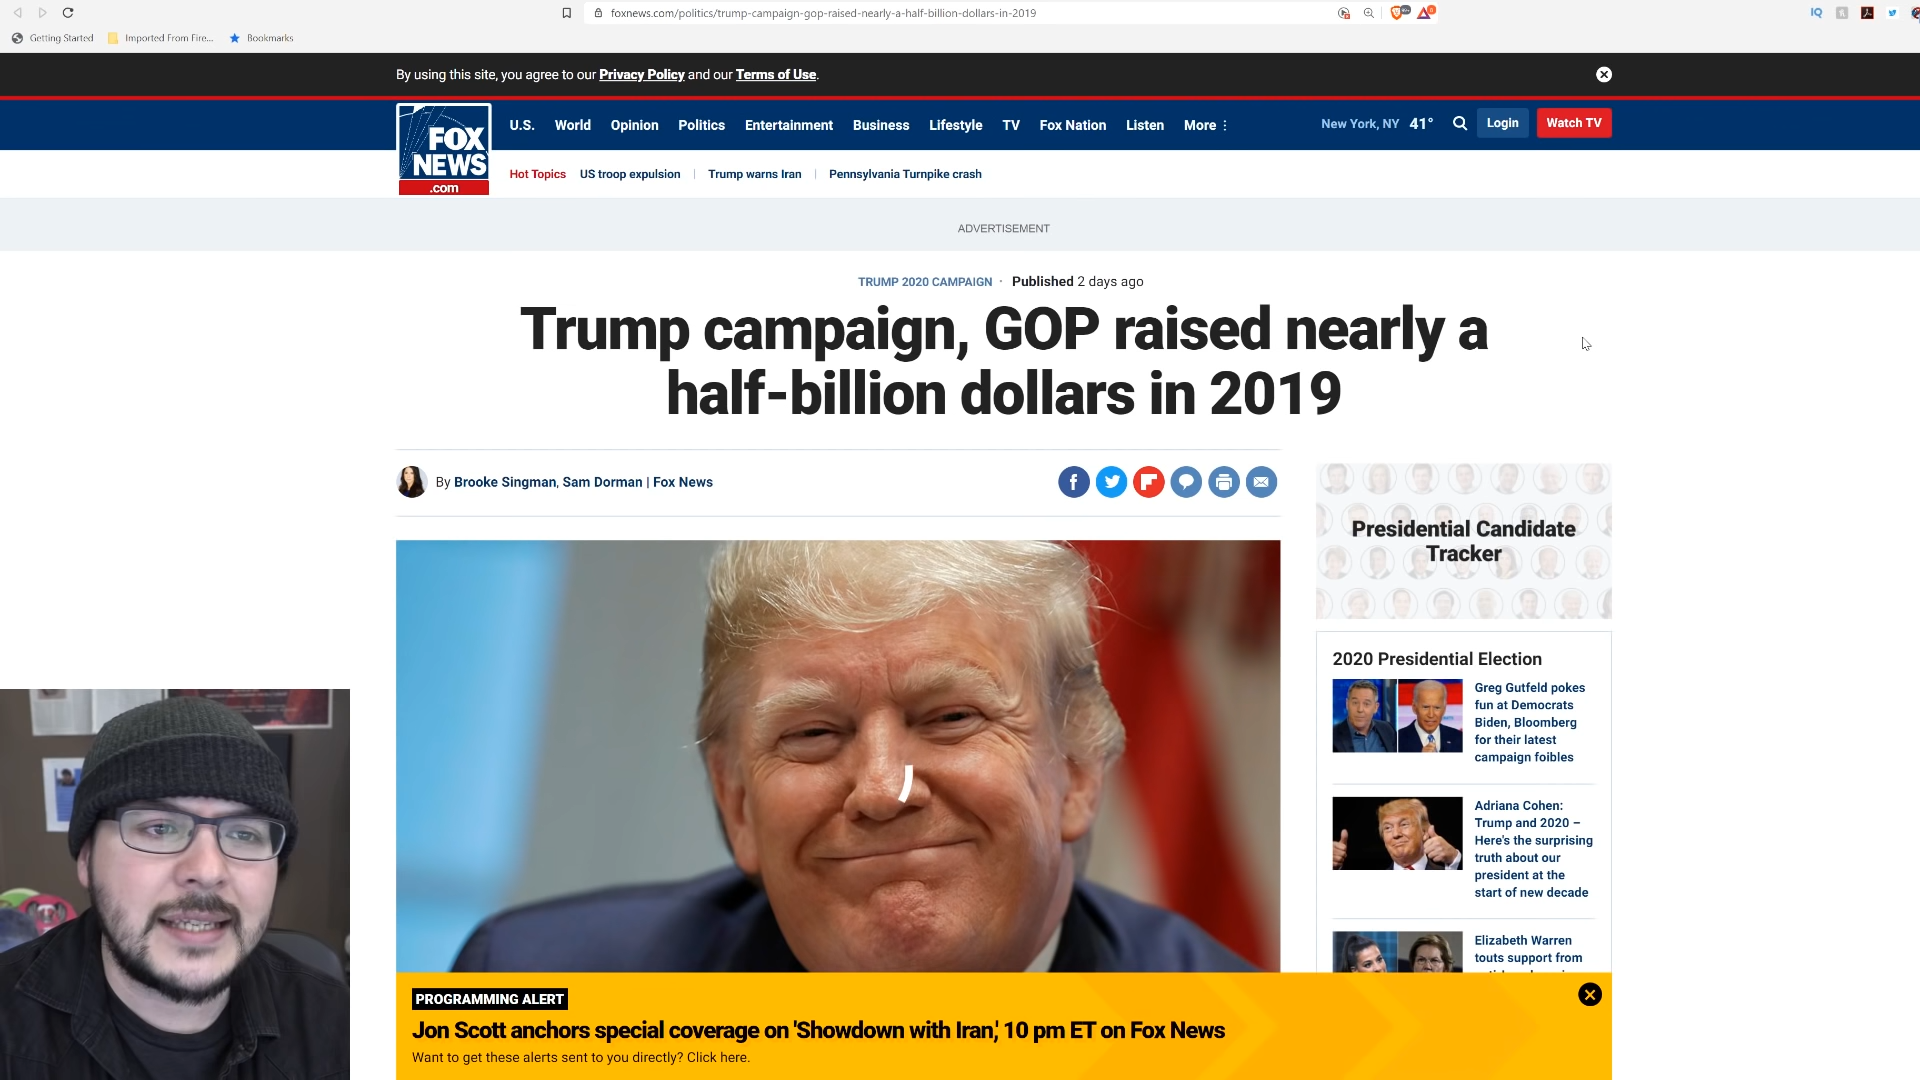 foxnews.com/politics/trump-campaign-gop-raised-nearly-a-half-billion-dollars-in-2019
IQ
Getting Started
Imported From Fire...
Bookmarks
By using this site, you agree to our Privacy Policy and our Terms of Use.
FOX
NEWS
.com
U.S. World Opinion Politics Entertainment Business Lifestyle TV Fox Nation Listen More
New York, NY 41° Login Watch TV
Hot Topics US troop expulsion Trump warns Iran Pennsylvania Turnpike crash
ADVERTISEMENT
TRUMP 2020 CAMPAIGN · Published 2 days ago
Trump campaign, GOP raised nearly a
half-billion dollars in 2019
By Brooke Singman, Sam Dorman | Fox News
Presidential Candidate
Tracker
2020 Presidential Election
Greg Gutfeld pokes
fun at Democrats
Biden, Bloomberg
for their latest
campaign foibles
Adriana Cohen:
Trump and 2020 –
Here's the surprising
truth about our
president at the
start of new decade
Elizabeth Warren
touts support from
PROGRAMMING ALERT
Jon Scott anchors special coverage on 'Showdown with Iran,' 10 pm ET on Fox News
Want to get these alerts sent to you directly? Click here.